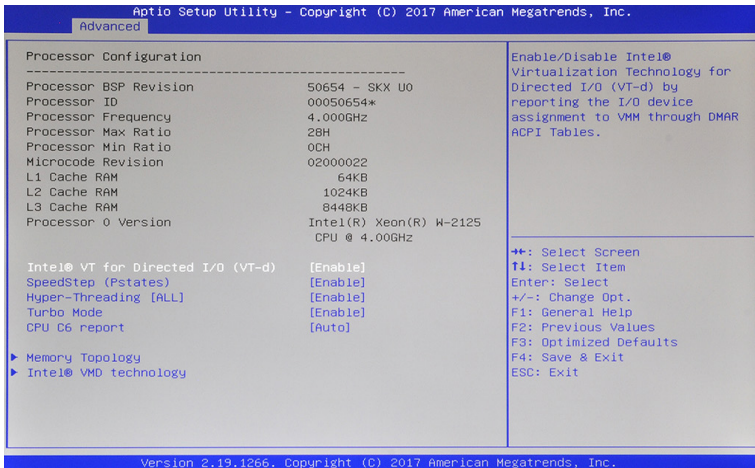 Aptio Setup Utility - Copyright (C) 2017 American Megatrends, Inc.
Advanced
Processor Configuration
--------------------------------------------------
Processor BSP Revision 50654 - SKX U0
Processor ID 00050654*
Processor Frequency 4.000GHz
Processor Max Ratio 28H
Processor Min Ratio 0CH
Microcode Revision 02000022
L1 Cache RAM 64KB
L2 Cache RAM 1024KB
L3 Cache RAM 8448KB
Processor 0 Version Intel(R) Xeon(R) W-2125
CPU @ 4.00GHz
Intel® VT for Directed I/O (VT-d) [Enable]
SpeedStep (Pstates) [Enable]
Hyper-Threading [ALL] [Enable]
Turbo Mode [Enable]
CPU C6 report [Auto]
Memory Topology
Intel® VMD technology
Enable/Disable Intel®
Virtualization Technology for
Directed I/O (VT-d) by
reporting the I/O device
assignment to VMM through DMAR
ACPI Tables.
→←: Select Screen
↑↓: Select Item
Enter: Select
+/-: Change Opt.
F1: General Help
F2: Previous Values
F3: Optimized Defaults
F4: Save & Exit
ESC: Exit
Version 2.19.1266. Copyright (C) 2017 American Megatrends, Inc.